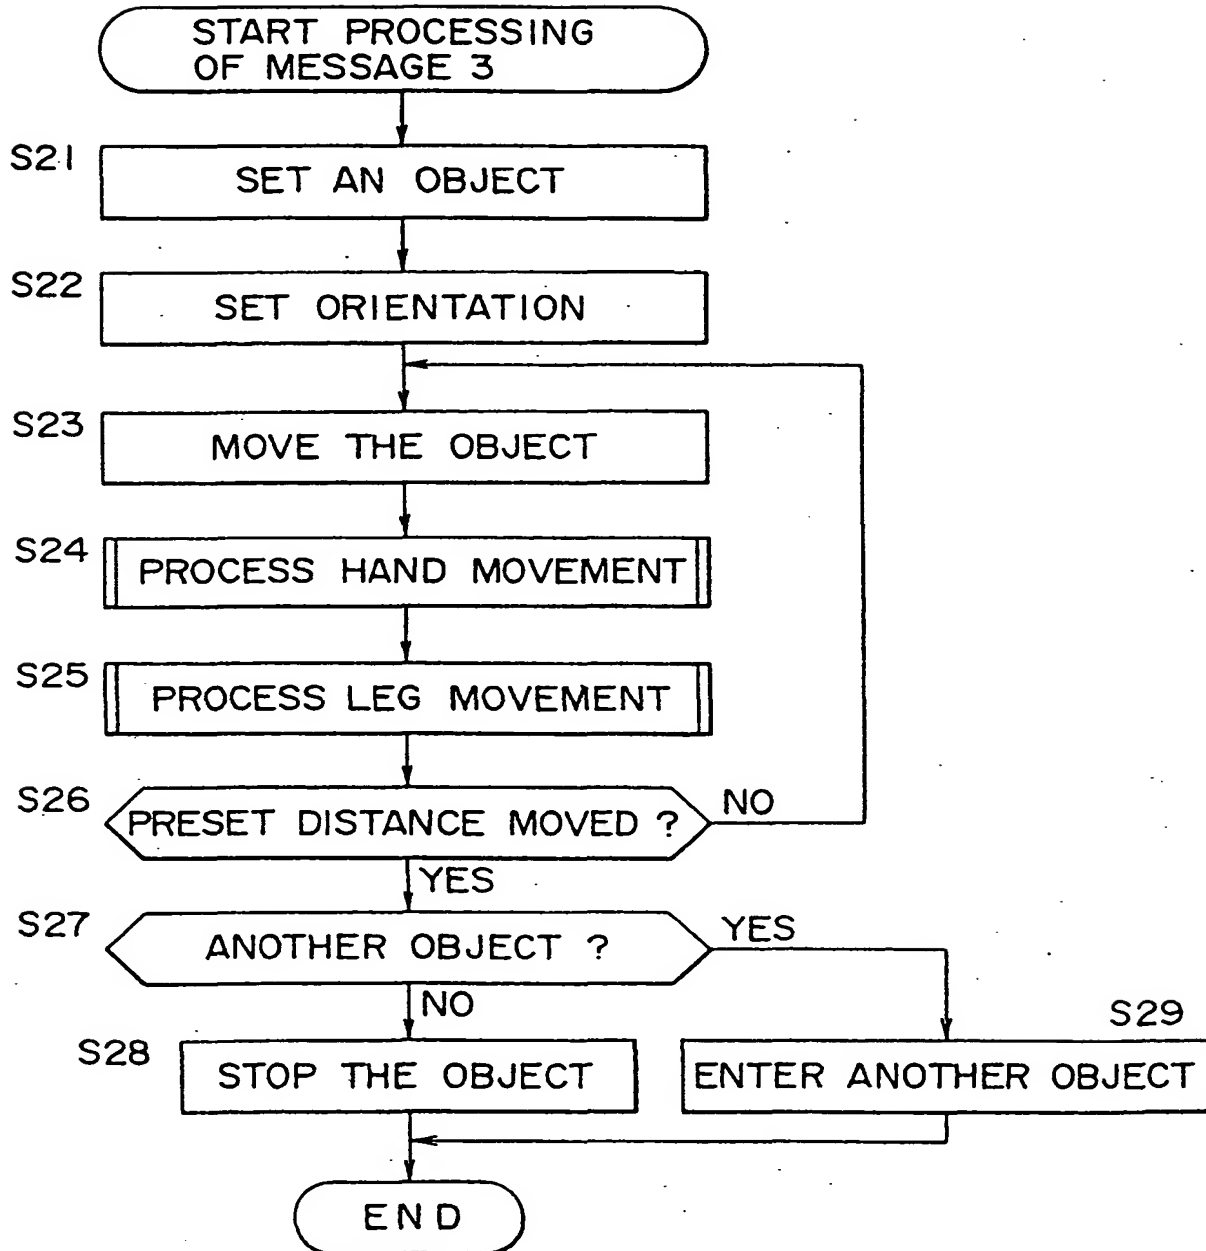 START PROCESSING
OF MESSAGE 3
S21
SET AN OBJECT
S22
SET ORIENTATION
S23
MOVE THE OBJECT
S24
PROCESS HAND MOVEMENT
S25
PROCESS LEG MOVEMENT
S26
PRESET DISTANCE MOVED ?
NO
YES
S27
ANOTHER OBJECT ?
YES
NO
S28
STOP THE OBJECT
S29
ENTER ANOTHER OBJECT
END